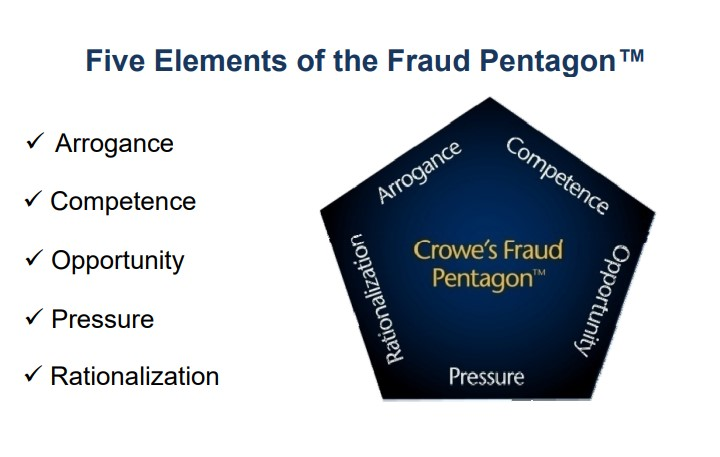 Five Elements of the Fraud Pentagon™
✓ Arrogance
✓ Competence
✓ Opportunity
✓ Pressure
✓ Rationalization
Arrogance
Competence
Crowe's Fraud
Pentagon™
Rationalization
Opportunity
Pressure